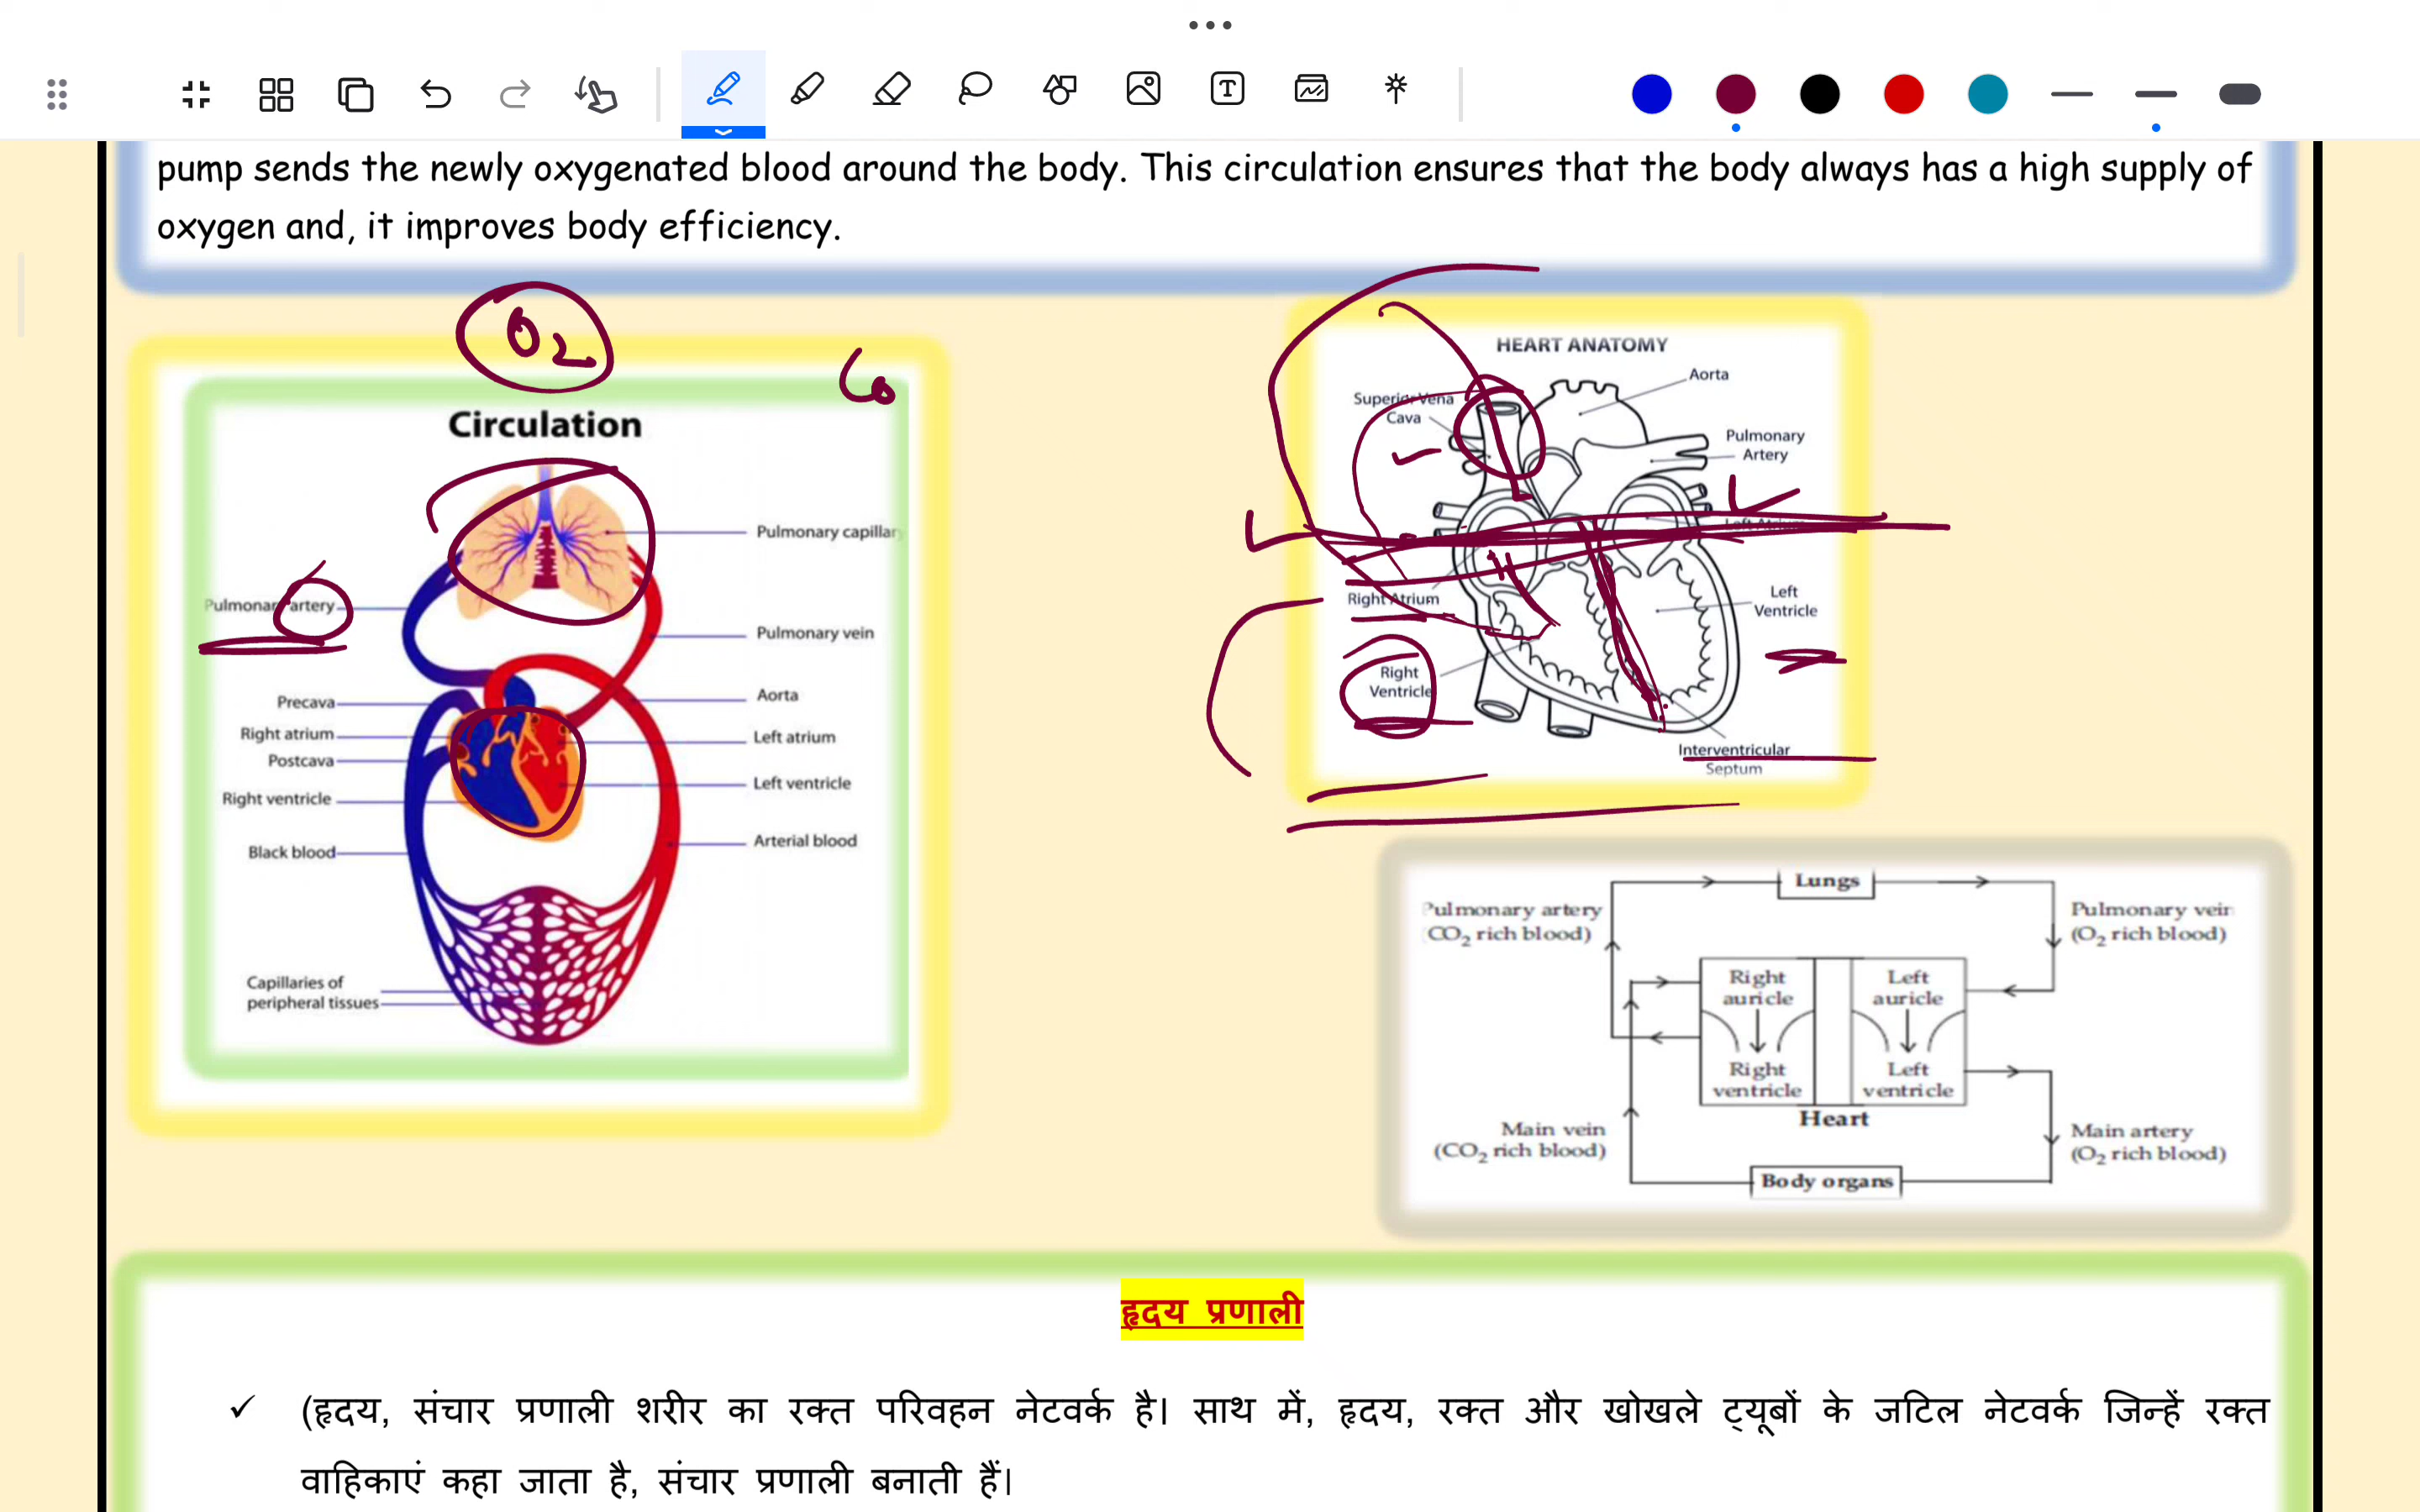 pump sends the newly oxygenated blood around the body. This circulation ensures that the body always has a high supply of
oxygen and, it improves body efficiency.
O2
Co
Circulation
Pulmonary capillary
Pulmonary artery
Pulmonary vein
Precava
Aorta
Right atrium
Left atrium
Postcava
Left ventricle
Right ventricle
Arterial blood
Black blood
Capillaries of
peripheral tissues
HEART ANATOMY
Aorta
Superior Vena
Cava
Pulmonary
Artery
Left Atrium
Right Atrium
Left
Ventricle
Right
Ventricle
Interventricular
Septum
Lungs
Pulmonary artery
(CO2 rich blood)
Pulmonary vein
(O2 rich blood)
Right
auricle
Left
auricle
Right
ventricle
Left
ventricle
Heart
Main vein
(CO2 rich blood)
Main artery
(O2 rich blood)
Body organs
हृदय प्रणाली
✓ (हृदय, संचार प्रणाली शरीर का रक्त परिवहन नेटवर्क है। साथ में, हृदय, रक्त और खोखले ट्यूबों के जटिल नेटवर्क जिन्हें रक्त
वाहिकाएं कहा जाता है, संचार प्रणाली बनाती हैं।